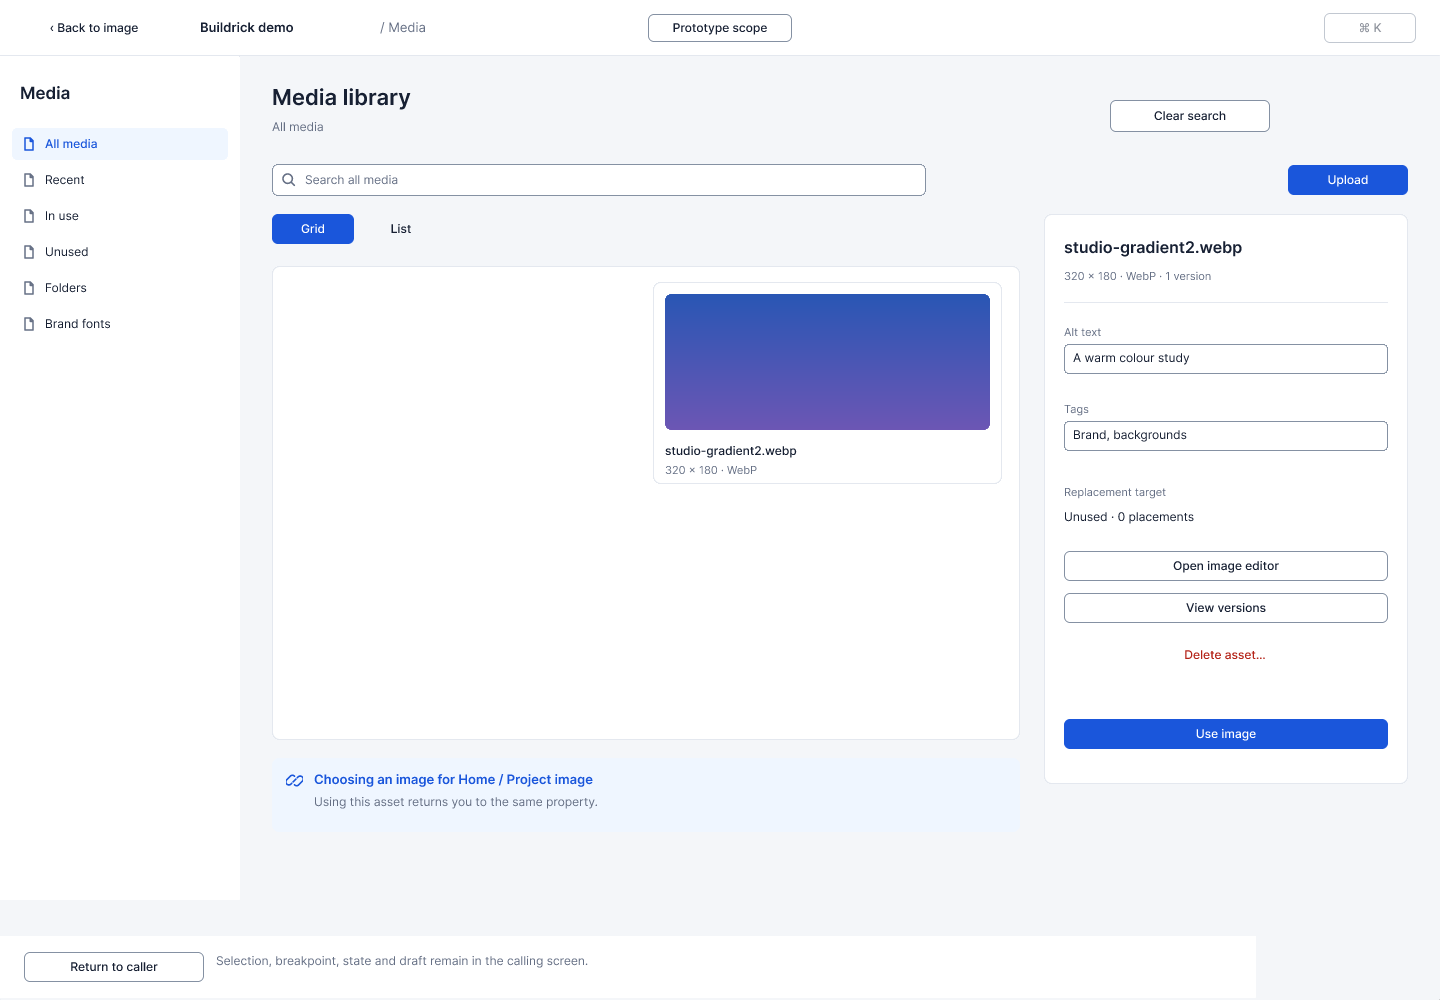 ‹ Back to image
Buildrick demo
/ Media
Prototype scope
⌘ K
Media
All media
Recent
In use
Unused
Folders
Brand fonts
Media library
All media
Clear search
Search all media
Upload
Grid
List
studio-gradient2.webp
320 × 180 · WebP
Choosing an image for Home / Project image
Using this asset returns you to the same property.
studio-gradient2.webp
320 × 180 · WebP · 1 version
Alt text
A warm colour study
Tags
Brand, backgrounds
Replacement target
Unused · 0 placements
Open image editor
View versions
Delete asset...
Use image
Return to caller
Selection, breakpoint, state and draft remain in the calling screen.